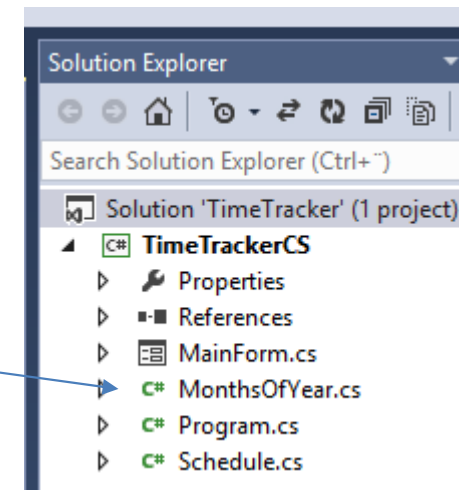 Solution Explorer
Search Solution Explorer (Ctrl+¨)
Solution 'TimeTracker' (1 project)
C# TimeTrackerCS
Properties
References
MainForm.cs
C# MonthsOfYear.cs
C# Program.cs
C# Schedule.cs